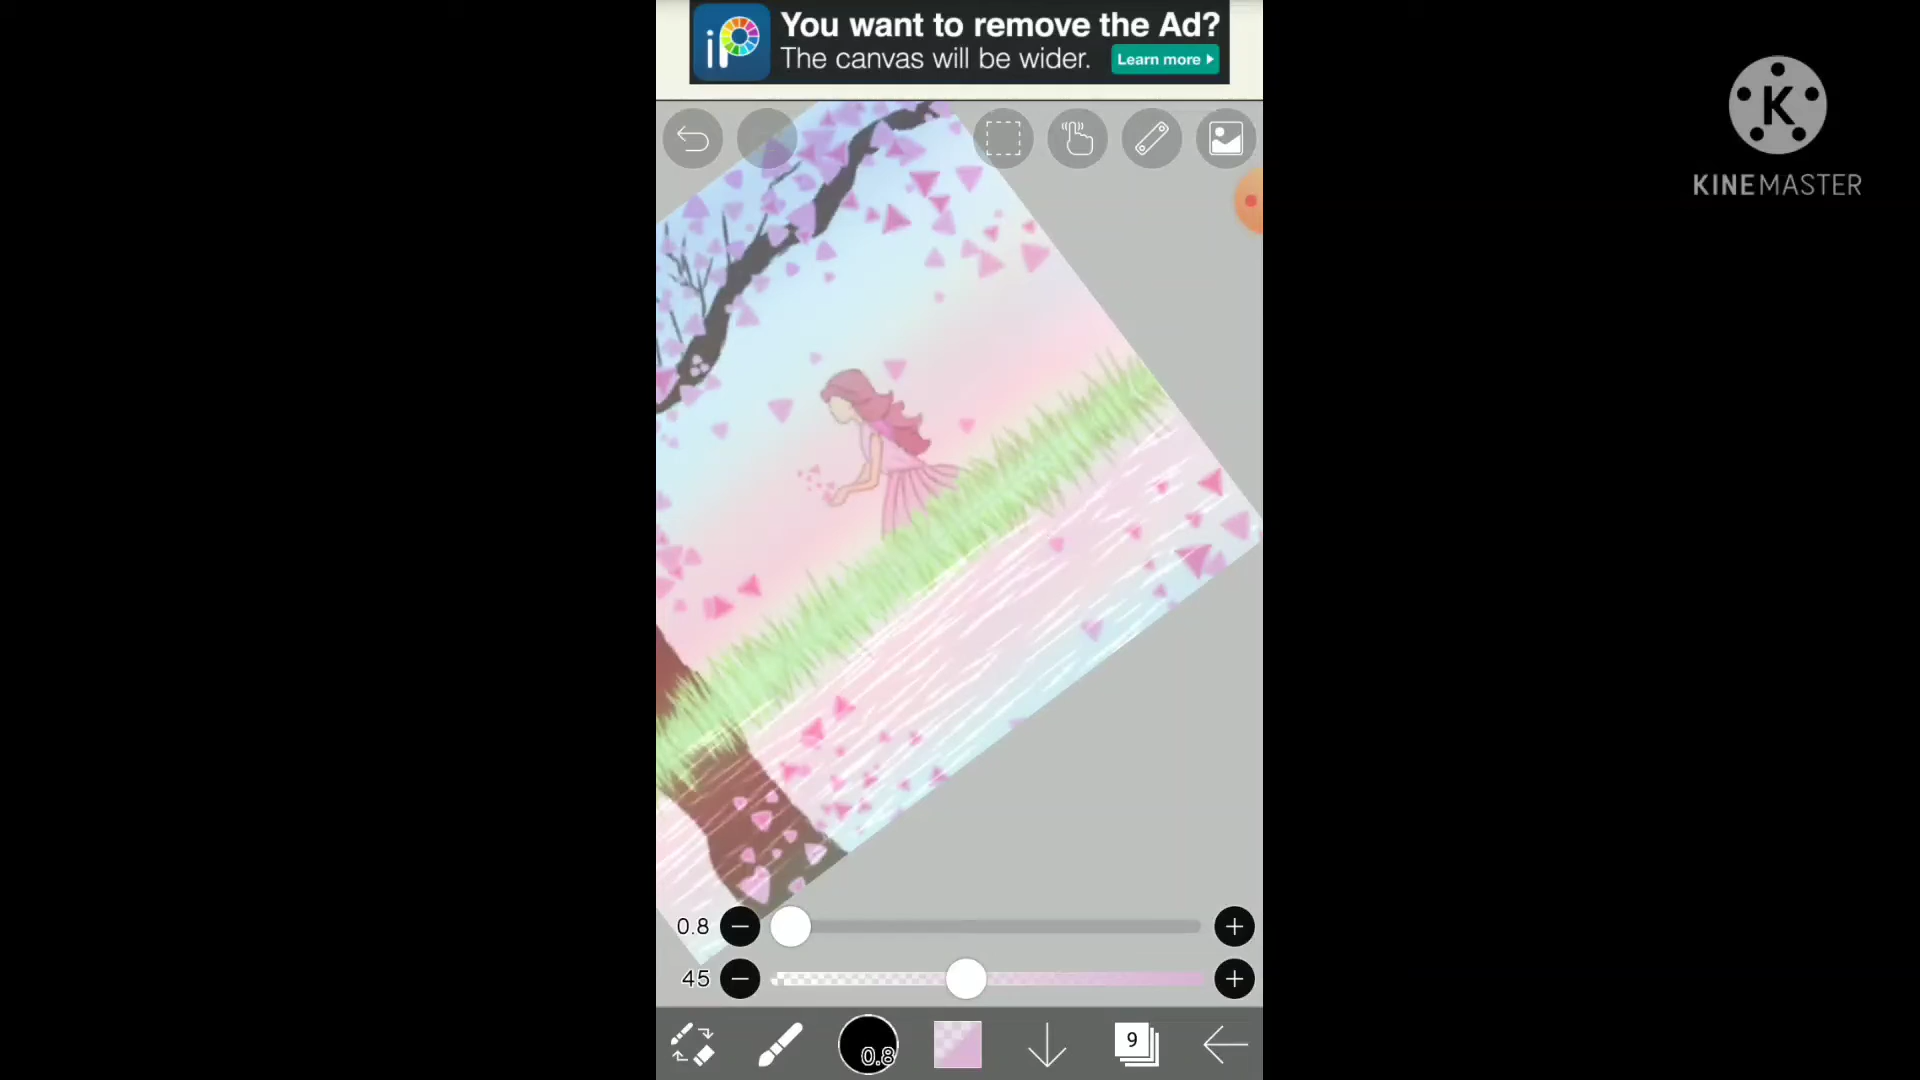 iP
You want to remove the Ad?
The canvas will be wider.
Learn more
K
KINEMASTER
0.8
45
0.8
9